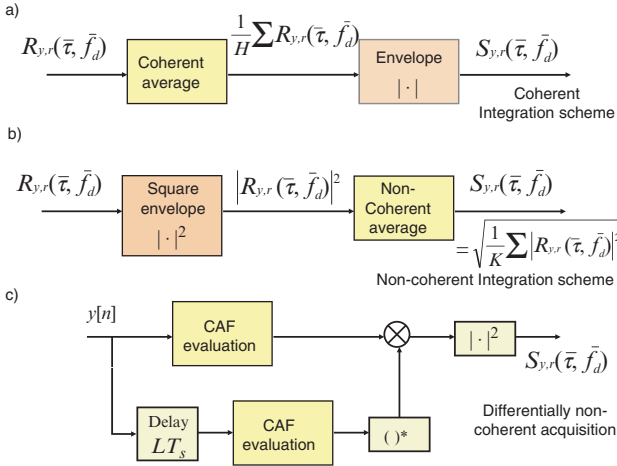 a)
R_{y,r}(τ̄, f̄_d)
Coherent
average
1/H ∑ R_{y,r}(τ̄, f̄_d)
Envelope
|·|
S_{y,r}(τ̄, f̄_d)
Coherent
Integration scheme
b)
R_{y,r}(τ̄, f̄_d)
Square
envelope
|·|²
|R_{y,r}(τ̄, f̄_d)|²
Non-
Coherent
average
S_{y,r}(τ̄, f̄_d)
= √(1/K ∑ |R_{y,r}(τ̄, f̄_d)|²)
Non-coherent Integration scheme
c)
y[n]
CAF
evaluation
|·|²
S_{y,r}(τ̄, f̄_d)
Delay
LT_s
CAF
evaluation
( )*
Differentially non-
coherent acquisition